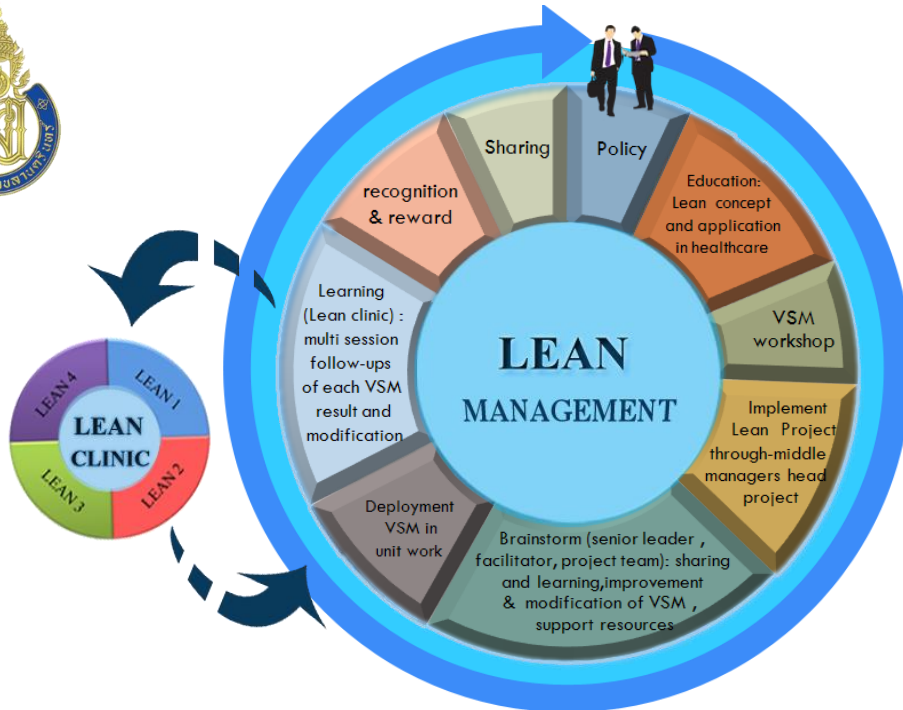 Sharing
Policy
recognition
& reward
Education:
Lean concept
and application
in healthcare
VSM
workshop
Implement
Lean Project
through-middle
managers head
project
Brainstorm (senior leader ,
facilitator, project team): sharing
and learning,improvement
& modification of VSM ,
support resources
Deployment
VSM in
unit work
Learning
(Lean clinic) :
multi session
follow-ups
of each VSM
result and
modification
LEAN
MANAGEMENT
LEAN 4
LEAN 1
LEAN
CLINIC
LEAN 3
LEAN 2